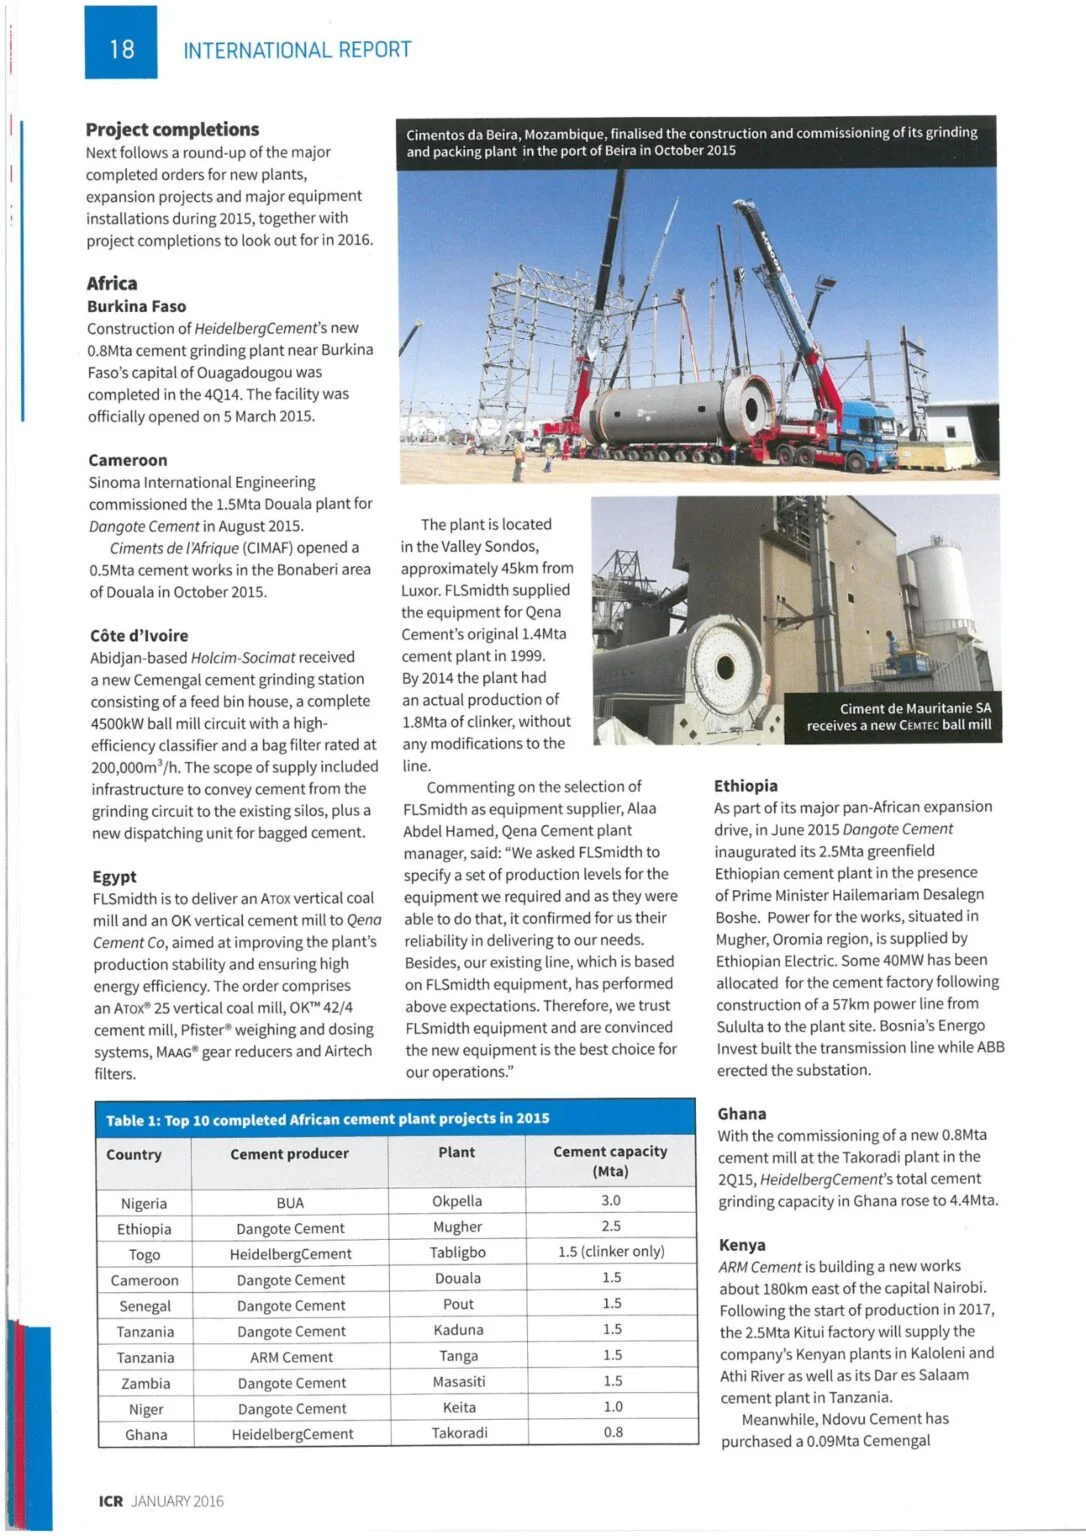 18
INTERNATIONAL REPORT
Project completions
Next follows a round-up of the major
completed orders for new plants,
expansion projects and major equipment
installations during 2015, together with
project completions to look out for in 2016.
Africa
Burkina Faso
Construction of HeidelbergCement's new
0.8Mta cement grinding plant near Burkina
Faso's capital of Ouagadougou was
completed in the 4Q14. The facility was
officially opened on 5 March 2015.
Cameroon
Sinoma International Engineering
commissioned the 1.5Mta Douala plant for
Dangote Cement in August 2015.
Ciments de l'Afrique (CIMAF) opened a
0.5Mta cement works in the Bonaberi area
of Douala in October 2015.
Côte d'Ivoire
Abidjan-based Holcim-Socimat received
a new Cemengal cement grinding station
consisting of a feed bin house, a complete
4500kW ball mill circuit with a high-
efficiency classifier and a bag filter rated at
200,000m³/h. The scope of supply included
infrastructure to convey cement from the
grinding circuit to the existing silos, plus a
new dispatching unit for bagged cement.
Egypt
FLSmidth is to deliver an ATOX vertical coal
mill and an OK vertical cement mill to Qena
Cement Co, aimed at improving the plant's
production stability and ensuring high
energy efficiency. The order comprises
an ATOX® 25 vertical coal mill, OK™ 42/4
cement mill, Pfister® weighing and dosing
systems, MAAG® gear reducers and Airtech
filters.
Cimentos da Beira, Mozambique, finalised the construction and commissioning of its grinding
and packing plant in the port of Beira in October 2015
The plant is located
in the Valley Sondos,
approximately 45km from
Luxor. FLSmidth supplied
the equipment for Qena
Cement's original 1.4Mta
cement plant in 1999.
By 2014 the plant had
an actual production of
1.8Mta of clinker, without
any modifications to the
line.
Commenting on the selection of
FLSmidth as equipment supplier, Alaa
Abdel Hamed, Qena Cement plant
manager, said: "We asked FLSmidth to
specify a set of production levels for the
equipment we required and as they were
able to do that, it confirmed for us their
reliability in delivering to our needs.
Besides, our existing line, which is based
on FLSmidth equipment, has performed
above expectations. Therefore, we trust
FLSmidth equipment and are convinced
the new equipment is the best choice for
our operations."
Ciment de Mauritanie SA
receives a new CEMTEC ball mill
Ethiopia
As part of its major pan-African expansion
drive, in June 2015 Dangote Cement
inaugurated its 2.5Mta greenfield
Ethiopian cement plant in the presence
of Prime Minister Hailemariam Desalegn
Boshe. Power for the works, situated in
Mugher, Oromia region, is supplied by
Ethiopian Electric. Some 40MW has been
allocated for the cement factory following
construction of a 57km power line from
Sululta to the plant site. Bosnia's Energo
Invest built the transmission line while ABB
erected the substation.
Ghana
With the commissioning of a new 0.8Mta
cement mill at the Takoradi plant in the
2Q15, HeidelbergCement's total cement
grinding capacity in Ghana rose to 4.4Mta.
Kenya
ARM Cement is building a new works
about 180km east of the capital Nairobi.
Following the start of production in 2017,
the 2.5Mta Kitui factory will supply the
company's Kenyan plants in Kaloleni and
Athi River as well as its Dar es Salaam
cement plant in Tanzania.
Meanwhile, Ndovu Cement has
purchased a 0.09Mta Cemengal
Table 1: Top 10 completed African cement plant projects in 2015
Country Cement producer Plant Cement capacity
(Mta)
Nigeria BUA Okpella 3.0
Ethiopia Dangote Cement Mugher 2.5
Togo HeidelbergCement Tabligbo 1.5 (clinker only)
Cameroon Dangote Cement Douala 1.5
Senegal Dangote Cement Pout 1.5
Tanzania Dangote Cement Kaduna 1.5
Tanzania ARM Cement Tanga 1.5
Zambia Dangote Cement Masasiti 1.5
Niger Dangote Cement Keita 1.0
Ghana HeidelbergCement Takoradi 0.8
ICR JANUARY 2016